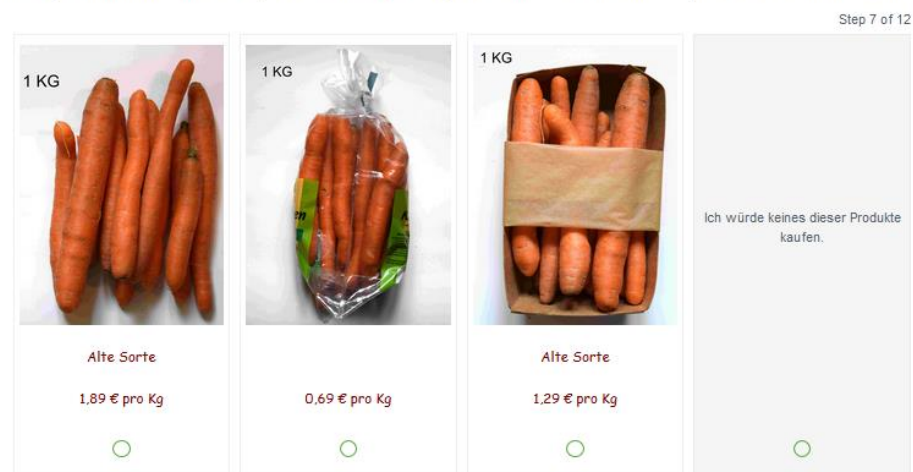 Step 7 of 12
1 KG
Alte Sorte
1,89 € pro Kg
1 KG
0,69 € pro Kg
1 KG
Alte Sorte
1,29 € pro Kg
Ich würde keines dieser Produkte
kaufen.